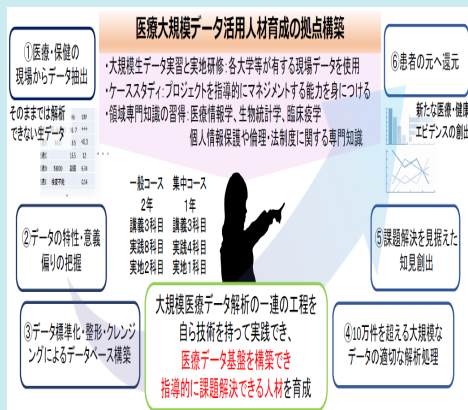 医療大規模データ活用人材育成の拠点構築
・大規模生データ実習と実地研修:各大学等が有する現場データを使用
・ケーススタディ:プロジェクトを指導的にマネジメントする能力を身につける
・領域専門知識の習得:医療情報学、生物統計学、臨床疫学
個人情報保護や倫理・法制度に関する専門知識
①医療・保健の
現場からデータ抽出
そのままでは解析
できない生データ
②データの特性・意義
偏りの把握
③データ標準化・整形・クレンジ
ングによるデータベース構築
一般コース 集中コース
2年 1年
講義3科目 講義3科目
実践8科目 実践4科目
実地2科目 実地1科目
大規模医療データ解析の一連の工程を
自ら技術を持って実践でき、
医療データ基盤を構築でき
指導的に課題解決できる人材を育成
④10万件を超える大規模な
データの適切な解析処理
⑤課題解決を見据えた
知見創出
⑥患者の元へ還元
新たな医療・健康
エビデンスの創出